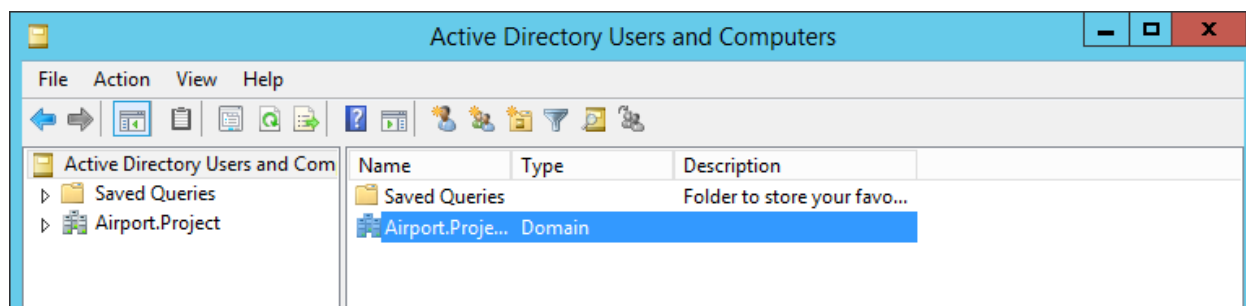 Active Directory Users and Computers
File Action View Help
Active Directory Users and Com
Name Type Description
Saved Queries
Saved Queries Folder to store your favo...
Airport.Project
Airport.Proje... Domain